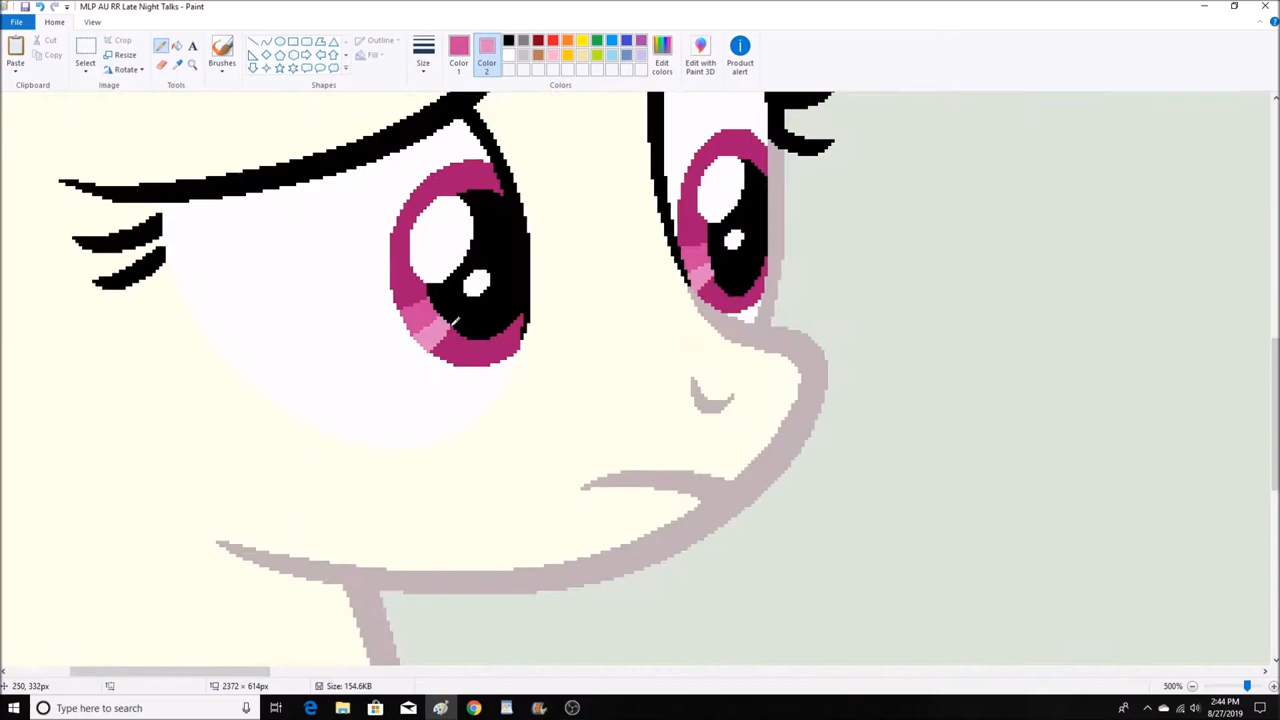 MLP AU RR Late Night Talks - Paint
File Home View
Paste Cut Copy
Clipboard
Select Crop Resize Rotate
Image
A
Tools
Brushes
Shapes
Outline Fill
Size
Color 1
Color 2
Edit colors
Colors
Edit with Paint 3D
Product alert
250, 332px
2372 × 614px
Size: 154.6KB
500%
Type here to search
2:44 PM
8/27/2019